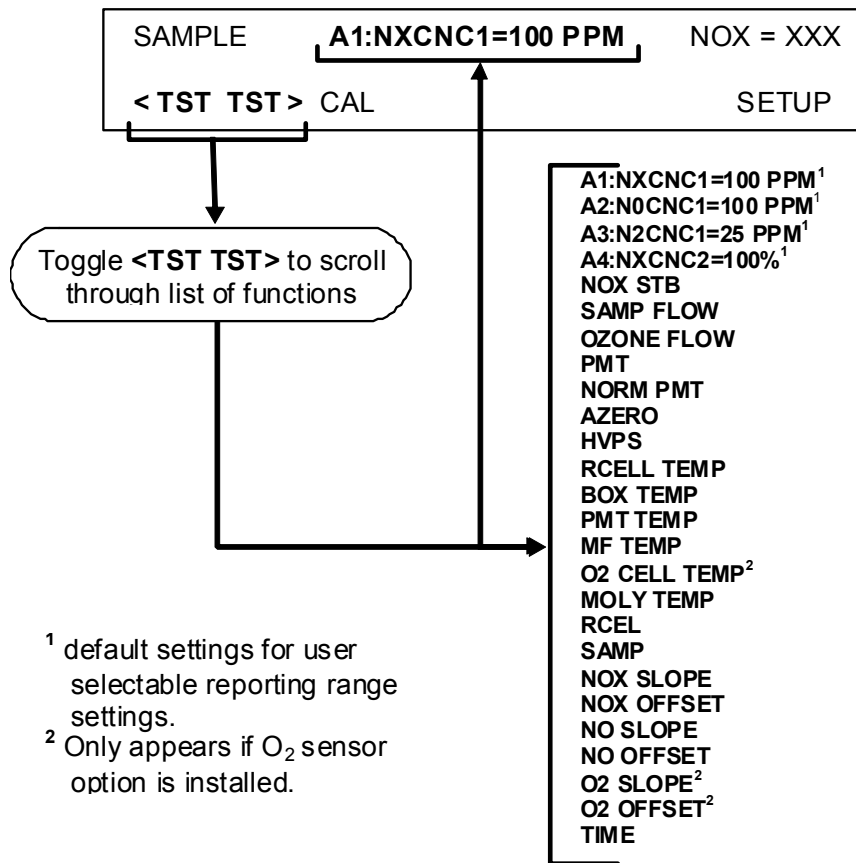 SAMPLE A1:NXCNC1=100 PPM NOX = XXX
< TST TST > CAL SETUP
Toggle <TST TST> to scroll
through list of functions
A1:NXCNC1=100 PPM¹
A2:N0CNC1=100 PPM¹
A3:N2CNC1=25 PPM¹
A4:NXCNC2=100%¹
NOX STB
SAMP FLOW
OZONE FLOW
PMT
NORM PMT
AZERO
HVPS
RCELL TEMP
BOX TEMP
PMT TEMP
MF TEMP
O2 CELL TEMP²
MOLY TEMP
RCEL
SAMP
NOX SLOPE
NOX OFFSET
NO SLOPE
NO OFFSET
O2 SLOPE²
O2 OFFSET²
TIME
¹ default settings for user
selectable reporting range
settings.
² Only appears if O₂ sensor
option is installed.